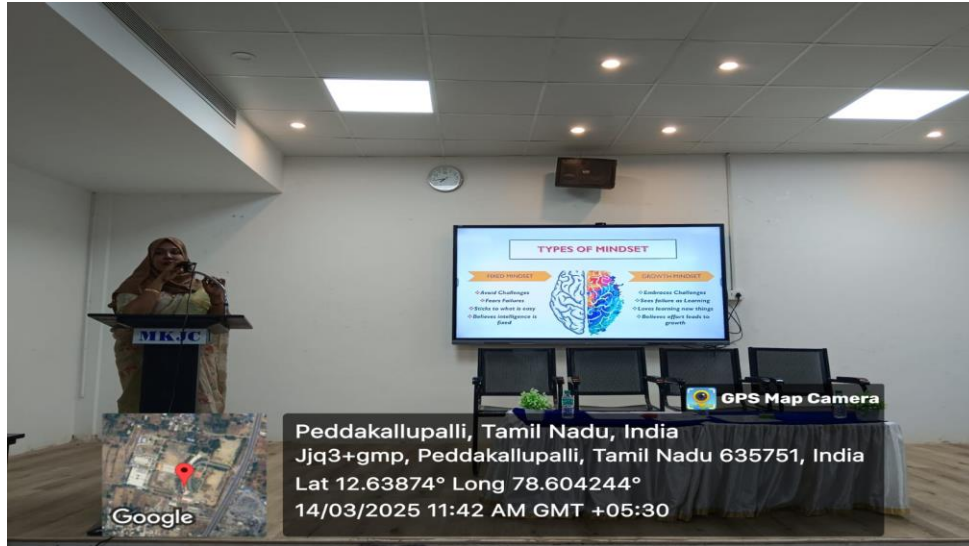 TYPES OF MINDSET
FIXED MINDSET
Avoid Challenges
Fears Failures
Sticks to what is easy
Believes intelligence is
fixed
GROWTH MINDSET
Embraces Challenges
Sees failure as Learning
Loves learning new things
Believes effort leads to
growth
MKJC
GPS Map Camera
Peddakallupalli, Tamil Nadu, India
Jjq3+gmp, Peddakallupalli, Tamil Nadu 635751, India
Lat 12.63874° Long 78.604244°
14/03/2025 11:42 AM GMT +05:30
Google